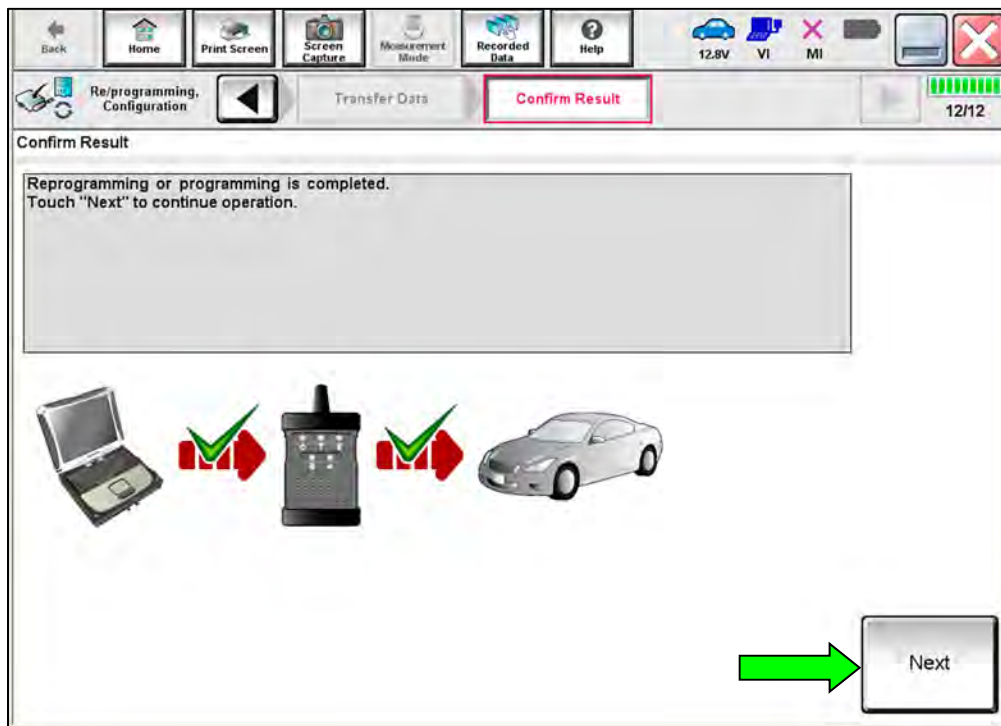 Back
Home
Print Screen
Screen
Capture
Measurement
Mode
Recorded
Data
Help
12.8V
VI
MI
Re/programming,
Configuration
Transfer Data
Confirm Result
12/12
Confirm Result
Reprogramming or programming is completed.
Touch "Next" to continue operation.
Next